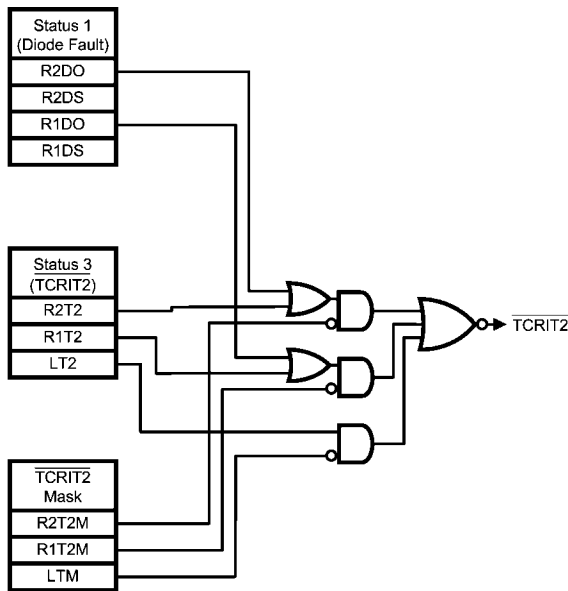 Status 1
(Diode Fault)
R2DO
R2DS
R1DO
R1DS
Status 3
(TCRIT2)
R2T2
R1T2
LT2
TCRIT2
TCRIT2
Mask
R2T2M
R1T2M
LTM